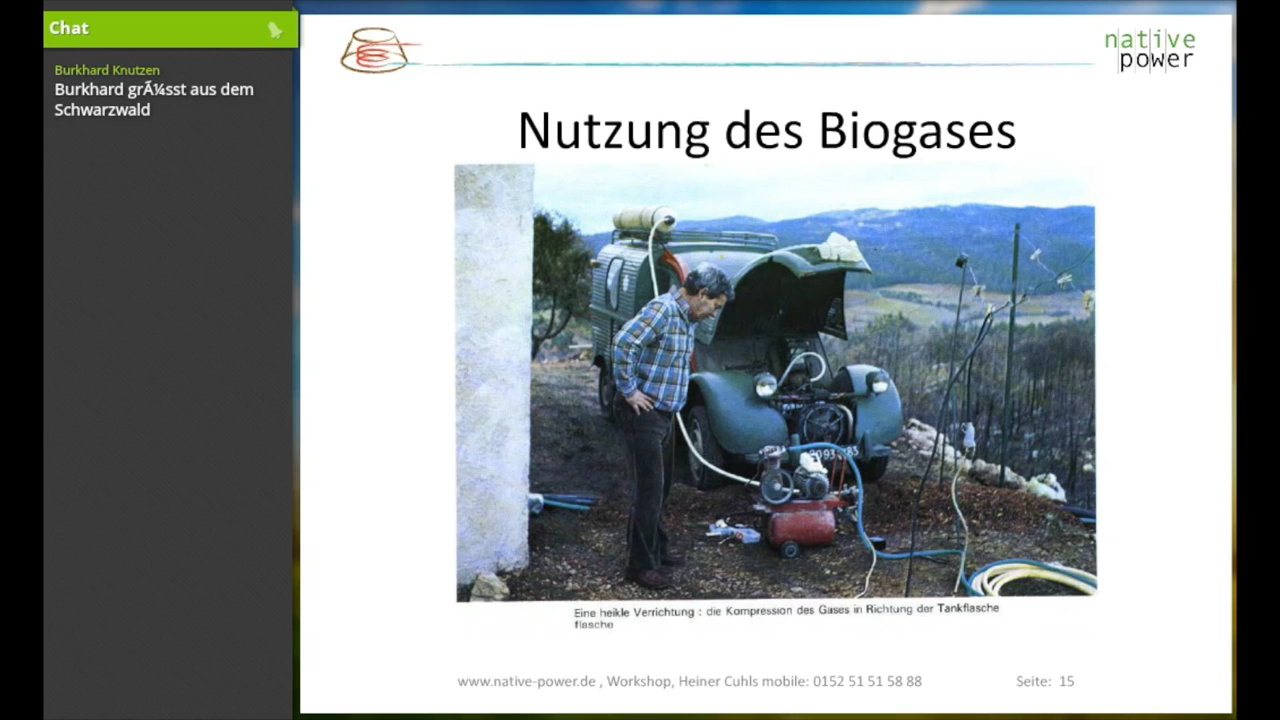 Chat
Burkhard Knutzen
Burkhard grÃ¼sst aus dem
Schwarzwald
native
power
Nutzung des Biogases
Eine heikle Verrichtung : die Kompression des Gases in Richtung der Tankflasche
flasche
www.native-power.de , Workshop, Heiner Cuhls mobile: 0152 51 51 58 88
Seite: 15